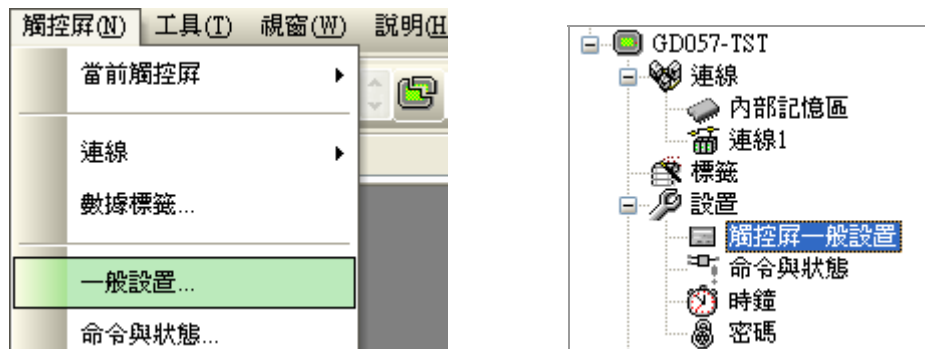 觸控屏(N) 工具(T) 視窗(W) 說明(H
當前觸控屏
連線
數據標籤...
一般設置...
命令與狀態...
GD057-TST
連線
內部記憶區
連線1
標籤
設置
觸控屏一般設置
命令與狀態
時鐘
密碼